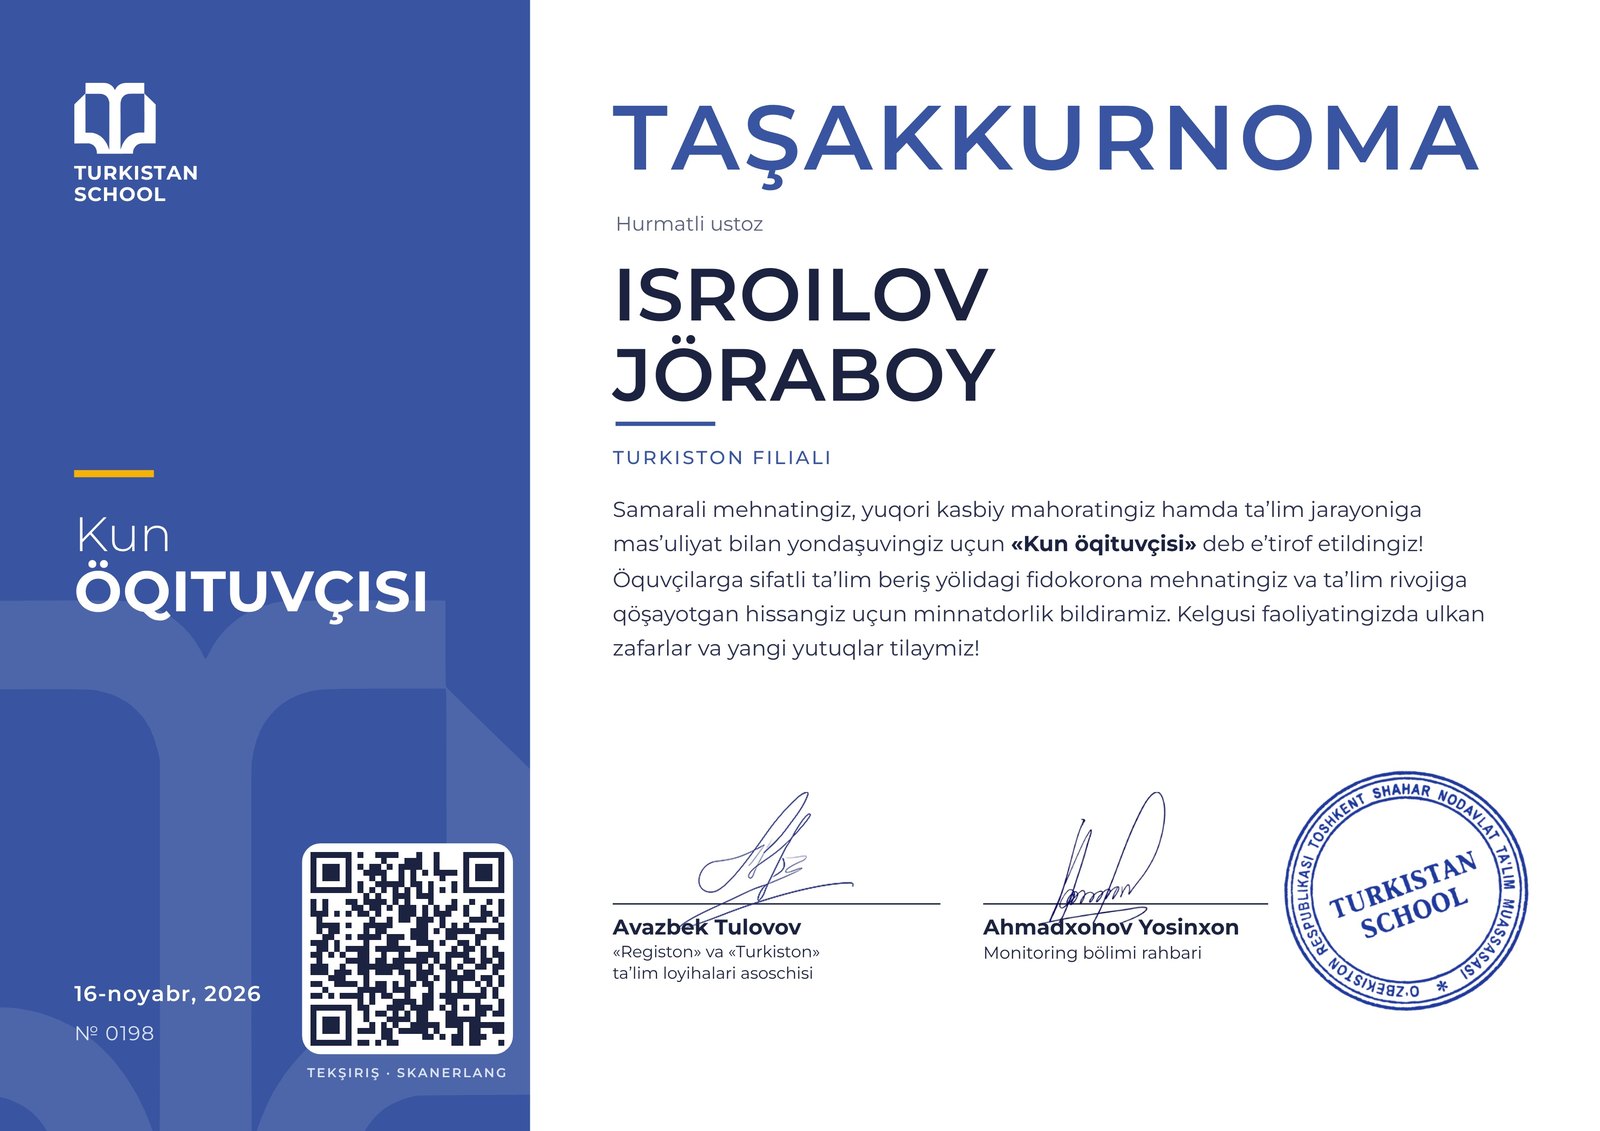 TURKISTAN
SCHOOL
Kun
ÖQITUVÇISI
16-noyabr, 2026
№ 0198
TEKŞIRIŞ · SKANERLANG
TAŞAKKURNOMA
Hurmatli ustoz
ISROILOV
JÖRABOY
TURKISTON FILIALI
Samarali mehnatingiz, yuqori kasbiy mahoratingiz hamda ta’lim jarayoniga
mas’uliyat bilan yondaşuvingiz uçun «Kun öqituvçisi» deb e’tirof etildingiz!
Öquvçilarga sifatli ta’lim beriş yölidagi fidokorona mehnatingiz va ta’lim rivojiga
qöşayotgan hissangiz uçun minnatdorlik bildiramiz. Kelgusi faoliyatingizda ulkan
zafarlar va yangi yutuqlar tilaymiz!
Avazbek Tulovov
«Registon» va «Turkiston»
ta’lim loyihalari asoschisi
Ahmadxonov Yosinxon
Monitoring bölimi rahbari
O'ZBEKISTON RESPUBLIKASI TOSHKENT SHAHAR NODAVLAT TA'LIM MUASSASASI *
TURKISTAN
SCHOOL